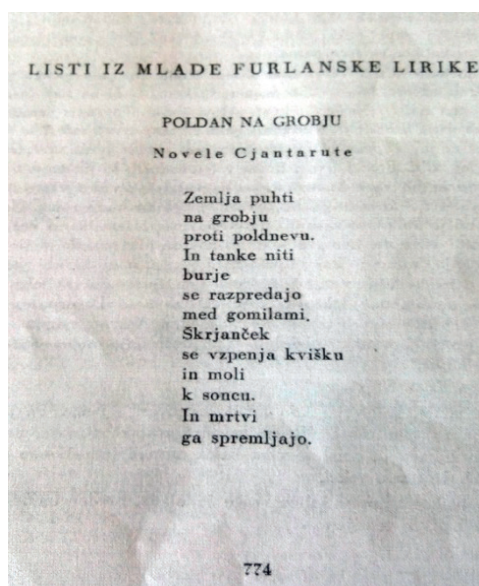 LISTI IZ MLADE FURLANSKE LIRIKE
POLDAN NA GROBJU
Novele Cjantarute
Zemlja puhti
na grobju
proti poldnevu.
In tanke niti
burje
se razpredajo
med gomilami.
Škrjanček
se vzpenja kvišku
in moli
k soncu.
In mrtvi
ga spremljajo.
774